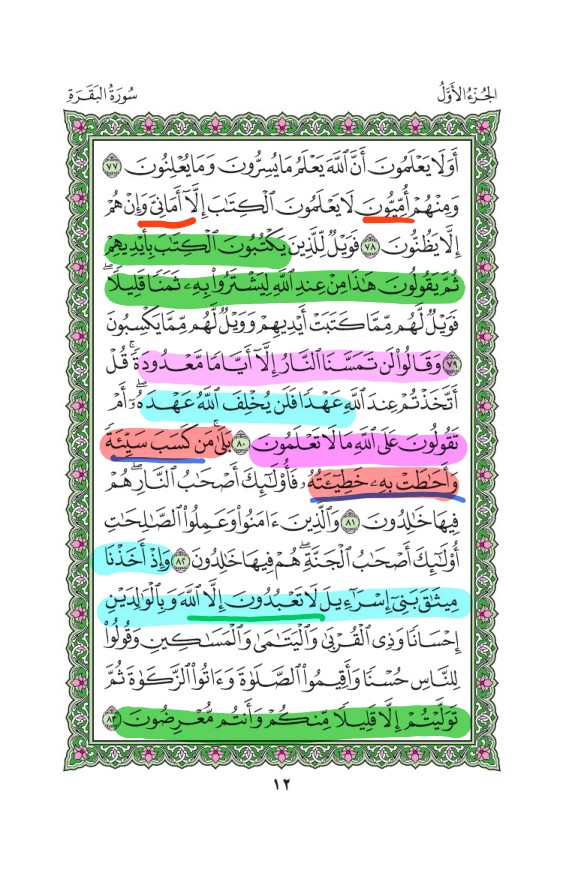 الجُزْءُ الأَوَّلُ
سُورَةُ البَقَرَةِ
أَوَلَا يَعْلَمُونَ أَنَّ ٱللَّهَ يَعْلَمُ مَا يُسِرُّونَ وَمَا يُعْلِنُونَ ٧٧
وَمِنْهُمْ أُمِّيُّونَ لَا يَعْلَمُونَ ٱلْكِتَٰبَ إِلَّآ أَمَانِىَّ وَإِنْ هُمْ
إِلَّا يَظُنُّونَ ٧٨ فَوَيْلٌ لِّلَّذِينَ يَكْتُبُونَ ٱلْكِتَٰبَ بِأَيْدِيهِمْ
ثُمَّ يَقُولُونَ هَٰذَا مِنْ عِندِ ٱللَّهِ لِيَشْتَرُوا۟ بِهِۦ ثَمَنًا قَلِيلًا ۖ
فَوَيْلٌ لَّهُم مِّمَّا كَتَبَتْ أَيْدِيهِمْ وَوَيْلٌ لَّهُم مِّمَّا يَكْسِبُونَ
٧٩ وَقَالُوا۟ لَن تَمَسَّنَا ٱلنَّارُ إِلَّآ أَيَّامًا مَّعْدُودَةً ۚ قُلْ
أَتَّخَذْتُمْ عِندَ ٱللَّهِ عَهْدًا فَلَن يُخْلِفَ ٱللَّهُ عَهْدَهُۥٓ ۖ أَمْ
تَقُولُونَ عَلَى ٱللَّهِ مَا لَا تَعْلَمُونَ ٨٠ بَلَىٰ مَن كَسَبَ سَيِّئَةً
وَأَحَٰطَتْ بِهِۦ خَطِيٓـَٔتُهُۥ فَأُو۟لَٰٓئِكَ أَصْحَٰبُ ٱلنَّارِ ۖ هُمْ
فِيهَا خَٰلِدُونَ ٨١ وَٱلَّذِينَ ءَامَنُوا۟ وَعَمِلُوا۟ ٱلصَّٰلِحَٰتِ
أُو۟لَٰٓئِكَ أَصْحَٰبُ ٱلْجَنَّةِ ۖ هُمْ فِيهَا خَٰلِدُونَ ٨٢ وَإِذْ أَخَذْنَا
مِيثَٰقَ بَنِىٓ إِسْرَٰٓءِيلَ لَا تَعْبُدُونَ إِلَّا ٱللَّهَ وَبِٱلْوَٰلِدَيْنِ
إِحْسَانًا وَذِى ٱلْقُرْبَىٰ وَٱلْيَتَٰمَىٰ وَٱلْمَسَٰكِينِ وَقُولُوا۟
لِلنَّاسِ حُسْنًا وَأَقِيمُوا۟ ٱلصَّلَوٰةَ وَءَاتُوا۟ ٱلزَّكَوٰةَ ثُمَّ
تَوَلَّيْتُمْ إِلَّا قَلِيلًا مِّنكُمْ وَأَنتُم مُّعْرِضُونَ ٨٣
١٢